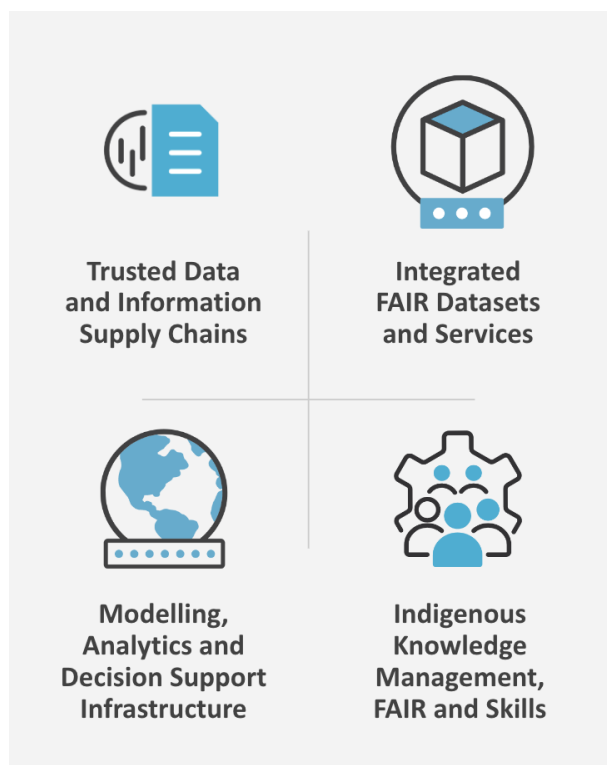 Trusted Data
and Information
Supply Chains
Integrated
FAIR Datasets
and Services
Modelling,
Analytics and
Decision Support
Infrastructure
Indigenous
Knowledge
Management,
FAIR and Skills